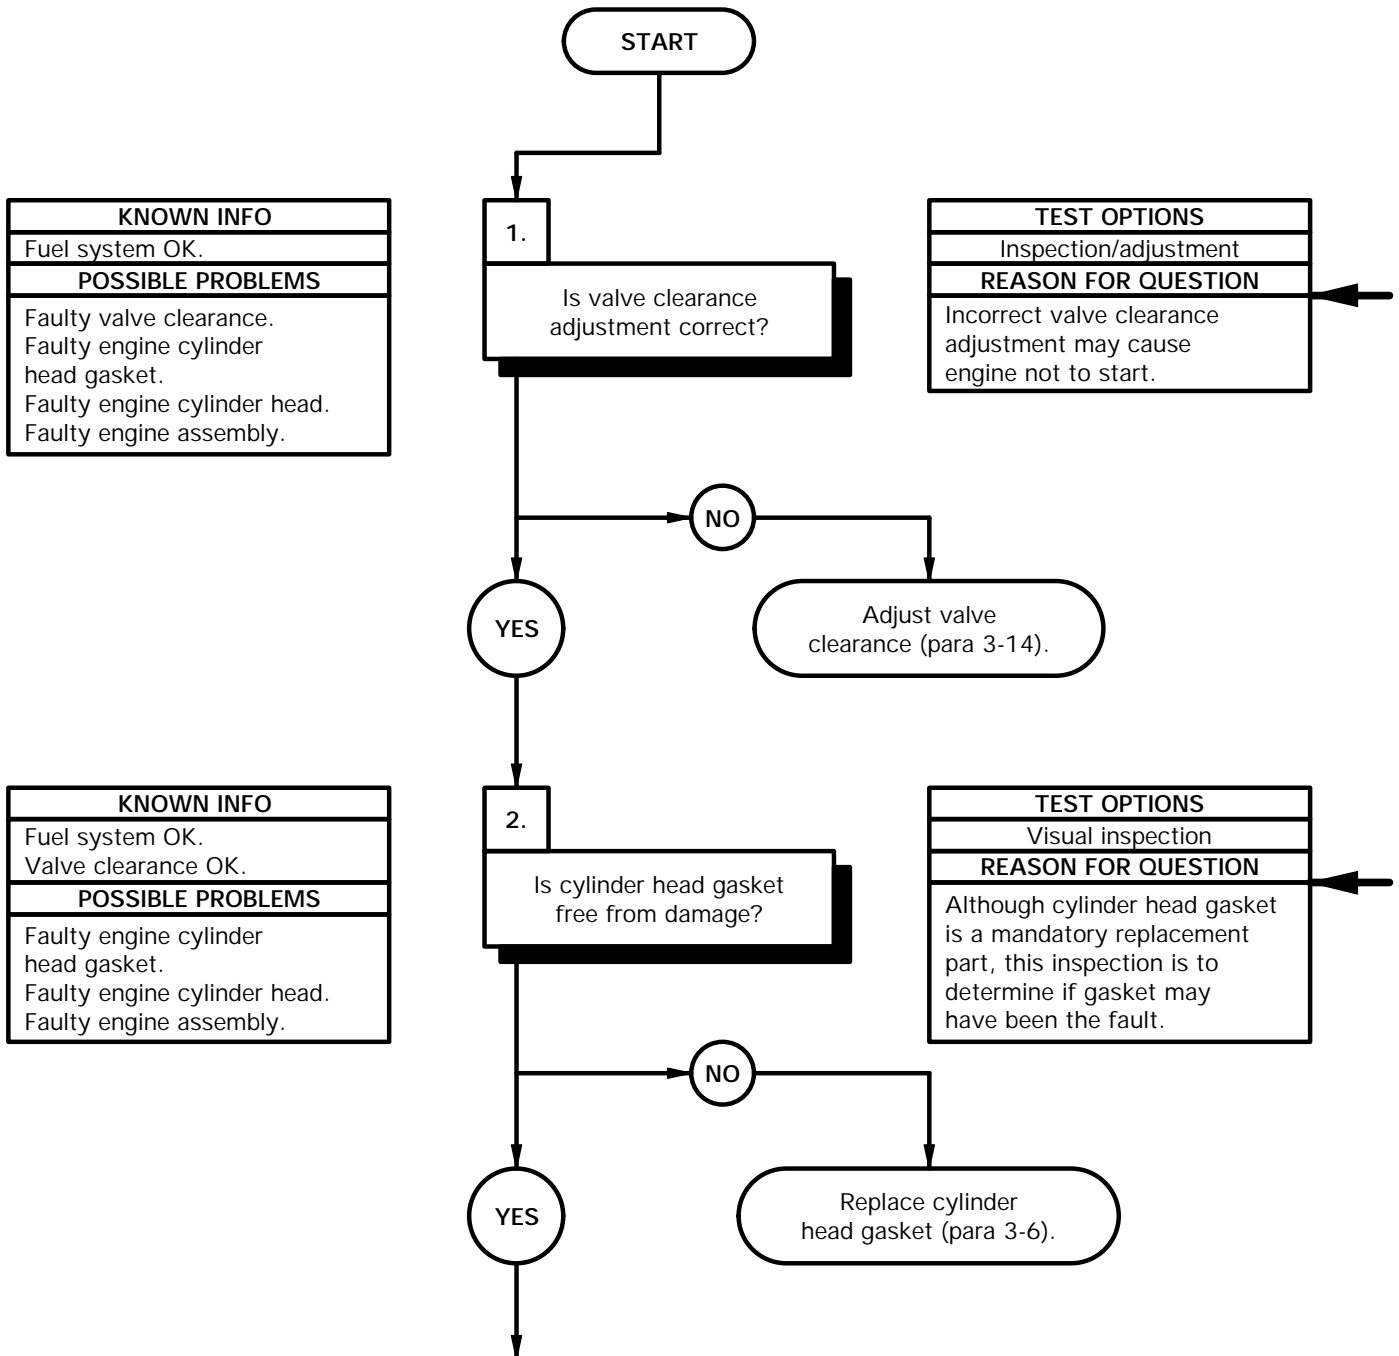 START
KNOWN INFO
Fuel system OK.
POSSIBLE PROBLEMS
Faulty valve clearance.
Faulty engine cylinder
head gasket.
Faulty engine cylinder head.
Faulty engine assembly.
1.
Is valve clearance
adjustment correct?
TEST OPTIONS
Inspection/adjustment
REASON FOR QUESTION
Incorrect valve clearance
adjustment may cause
engine not to start.
NO
YES
Adjust valve
clearance (para 3-14).
KNOWN INFO
Fuel system OK.
Valve clearance OK.
POSSIBLE PROBLEMS
Faulty engine cylinder
head gasket.
Faulty engine cylinder head.
Faulty engine assembly.
2.
Is cylinder head gasket
free from damage?
TEST OPTIONS
Visual inspection
REASON FOR QUESTION
Although cylinder head gasket
is a mandatory replacement
part, this inspection is to
determine if gasket may
have been the fault.
NO
YES
Replace cylinder
head gasket (para 3-6).